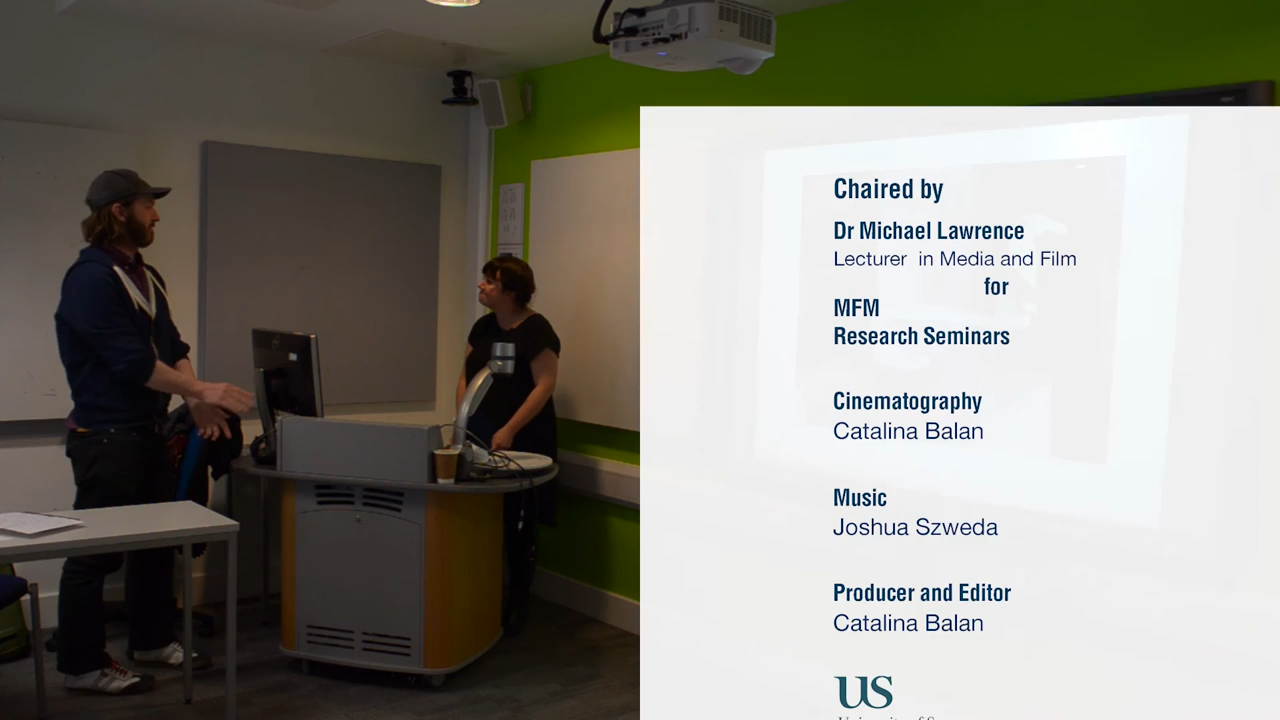 Chaired by
Dr Michael Lawrence
Lecturer in Media and Film
for
MFM
Research Seminars
Cinematography
Catalina Balan
Music
Joshua Szweda
Producer and Editor
Catalina Balan
US